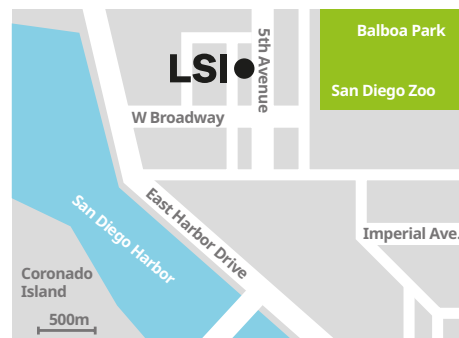 Balboa Park
San Diego Zoo
LSI
5th Avenue
W Broadway
East Harbor Drive
San Diego Harbor
Imperial Ave.
Coronado
Island
500m